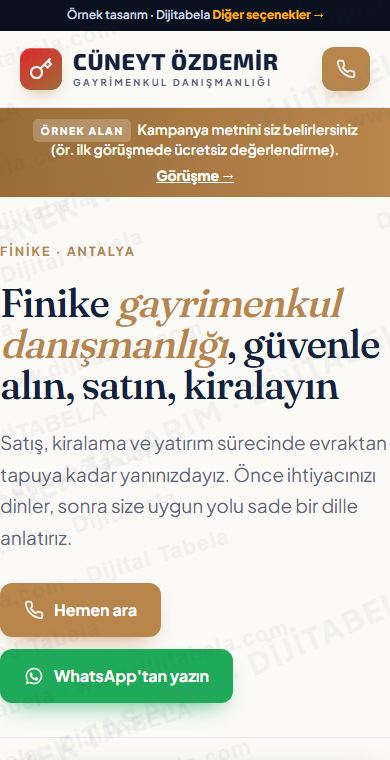 Örnek tasarım · Dijitabela Diğer seçenekler →
CÜNEYT ÖZDEMİR
GAYRİMENKUL DANIŞMANLIĞI
ÖRNEK ALAN Kampanya metnini siz belirlersiniz
(ör. ilk görüşmede ücretsiz değerlendirme).
Görüşme →
FİNİKE · ANTALYA
Finike gayrimenkul
danışmanlığı, güvenle
alın, satın, kiralayın
Satış, kiralama ve yatırım sürecinde evraktan
tapuya kadar yanınızdayız. Önce ihtiyacınızı
dinler, sonra size uygun yolu sade bir dille
anlatırız.
Hemen ara
WhatsApp'tan yazın